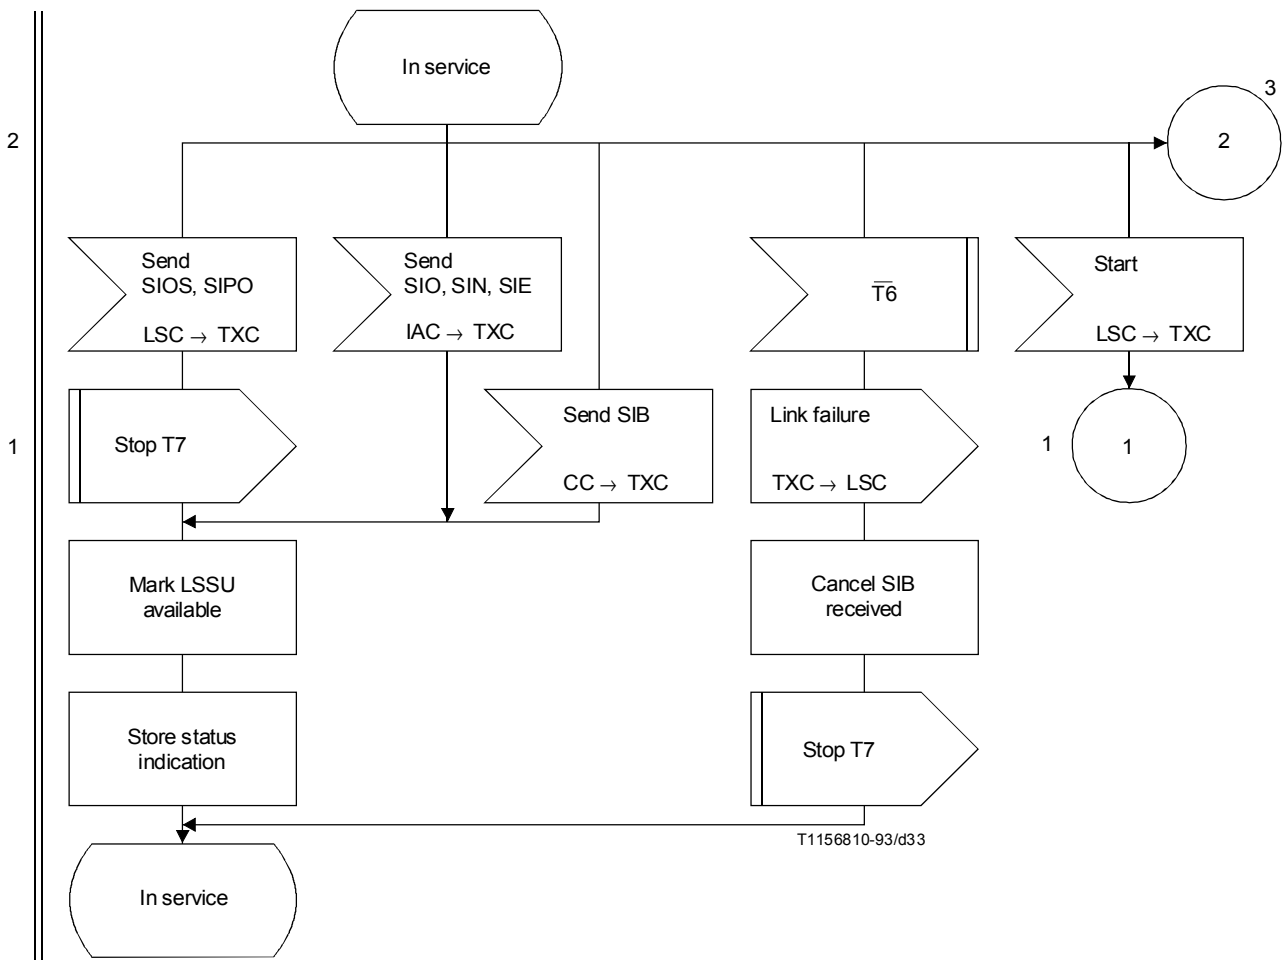 In service
3
2
2
Send
SIOS, SIPO
LSC → TXC
Send
SIO, SIN, SIE
IAC → TXC
T̅6
Start
LSC → TXC
1
Stop T7
Send SIB
CC → TXC
Link failure
TXC → LSC
1
1
Mark LSSU
available
Cancel SIB
received
Store status
indication
Stop T7
T1156810-93/d33
In service